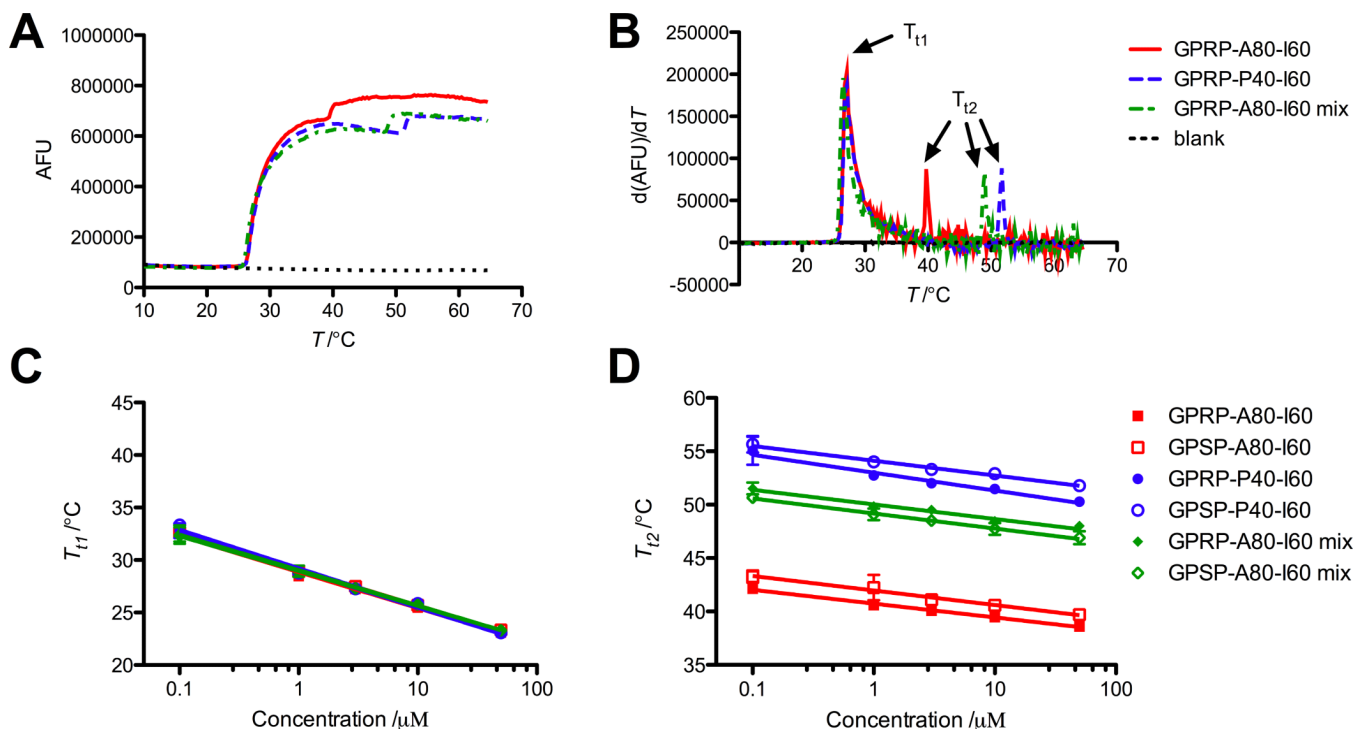 A
1000000
800000
600000
400000
200000
0
AFU
10 20 30 40 50 60 70
T /°C
B
250000
200000
150000
100000
50000
0
-50000
d(AFU)/dT
20 30 40 50 60 70
T /°C
Tt1
Tt2
GPRP-A80-I60
GPRP-P40-I60
GPRP-A80-I60 mix
blank
C
45
40
35
30
25
20
Tt1 /°C
0.1 1 10 100
Concentration /μM
D
60
55
50
45
40
35
Tt2 /°C
0.1 1 10 100
Concentration /μM
GPRP-A80-I60
GPSP-A80-I60
GPRP-P40-I60
GPSP-P40-I60
GPRP-A80-I60 mix
GPSP-A80-I60 mix